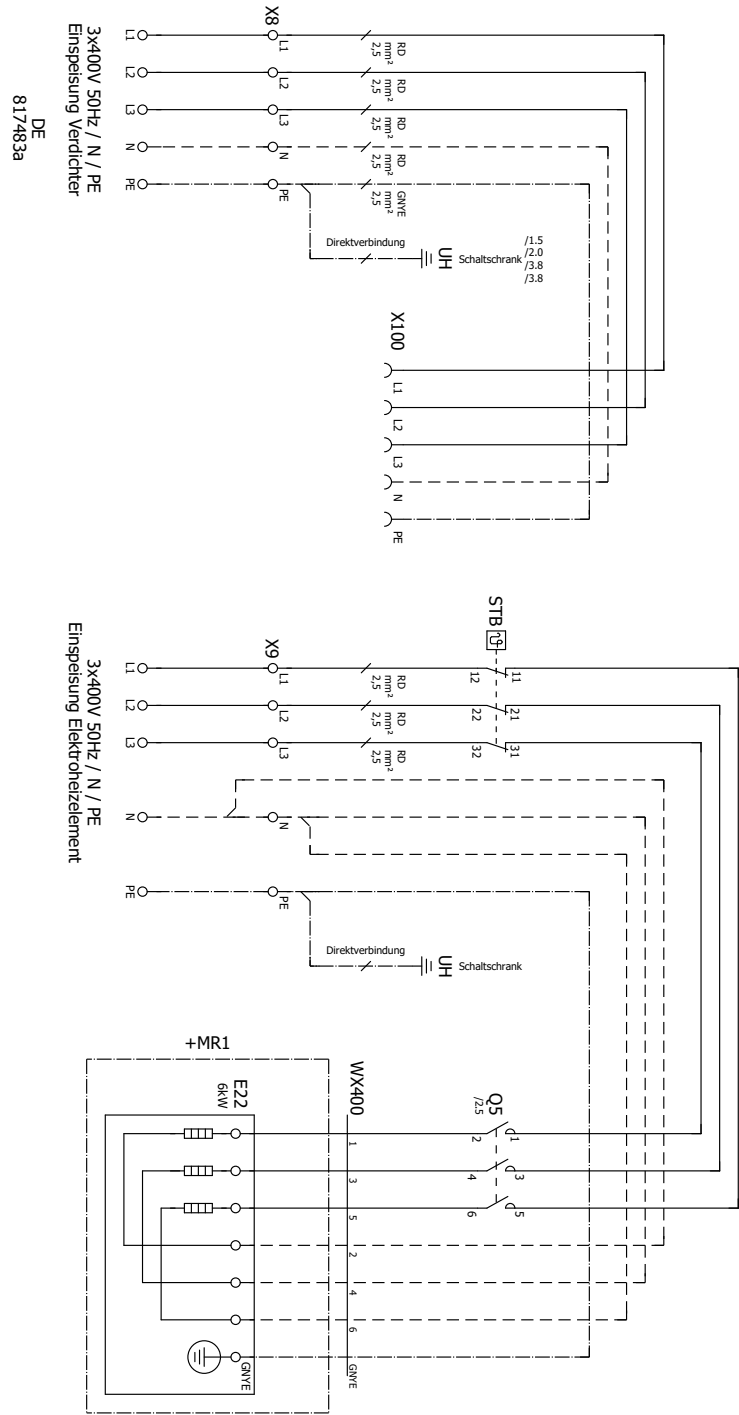 X8
L1 L2 L3 N PE
L1 L2 L3 N PE
3x400V 50Hz / N / PE
Einspeisung Verdichter
DE
817483a
RD
2,5 mm²
RD
2,5 mm²
RD
2,5 mm²
RD
2,5 mm²
GNYE
2,5 mm²
Direktverbindung
UH
Schaltschrank
/1.5
/2.0
/3.8
/3.8
X100
L1 L2 L3 N PE
STB
11 21 31
12 22 32
X9
L1 L2 L3 N PE
L1 L2 L3 N PE
RD
2,5 mm²
RD
2,5 mm²
RD
2,5 mm²
3x400V 50Hz / N / PE
Einspeisung Elektroheizelement
Direktverbindung
UH
Schaltschrank
Q5
/2.5
1 3 5
2 4 6
WX400
1 3 5 2 4 6 GNYE
+MR1
E22
6kW
GNYE